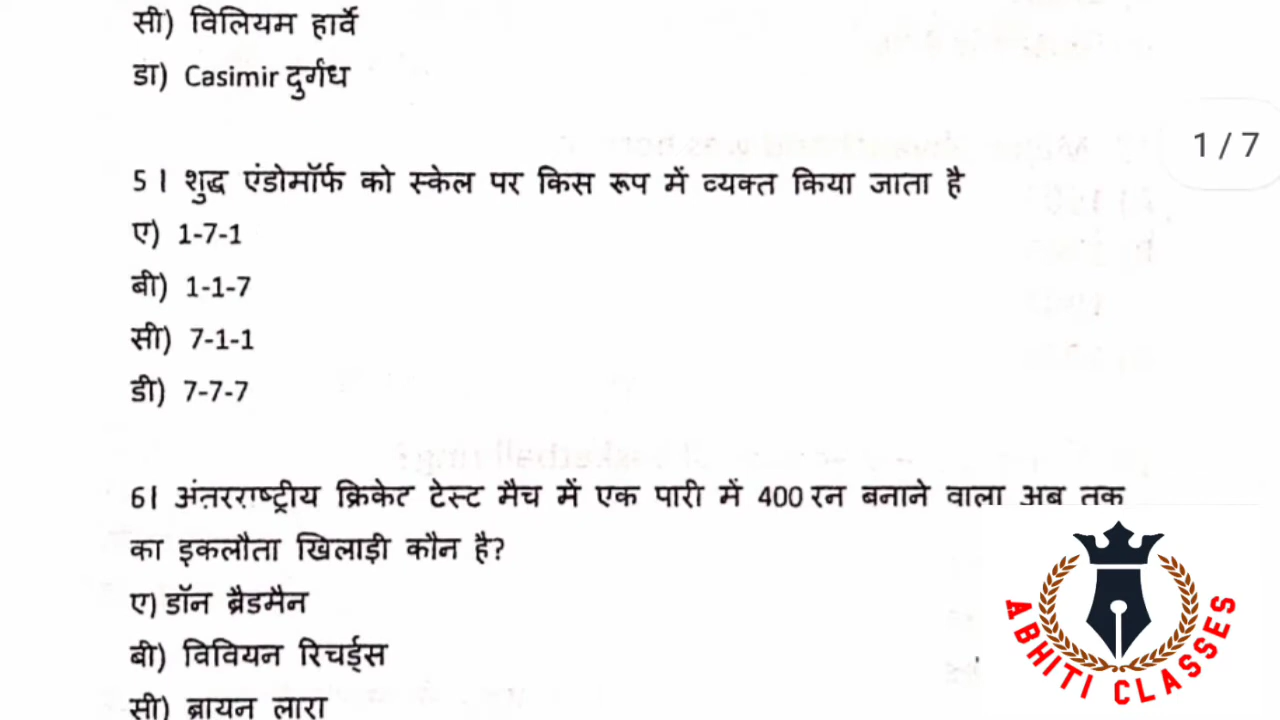 सी) विलियम हार्वे
डा) Casimir दुर्गंध
1 / 7
5। शुद्ध एंडोमॉर्फ को स्केल पर किस रूप में व्यक्त किया जाता है
ए) 1-7-1
बी) 1-1-7
सी) 7-1-1
डी) 7-7-7
6। अंतरराष्ट्रीय क्रिकेट टेस्ट मैच में एक पारी में 400 रन बनाने वाला अब तक
का इकलौता खिलाड़ी कौन है?
ए) डॉन ब्रैडमैन
बी) विवियन रिचर्ड्स
सी) ब्रायन लारा
ABHITI CLASSES